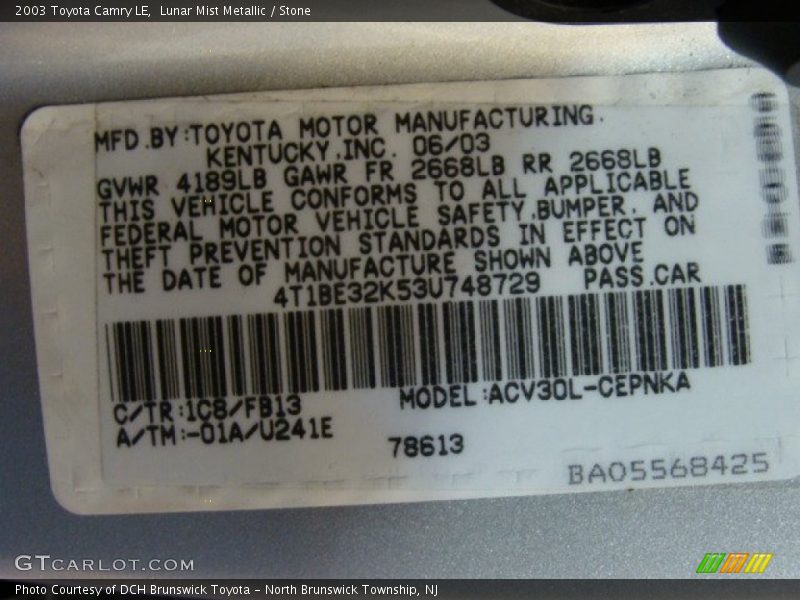 2003 Toyota Camry LE,  Lunar Mist Metallic / Stone
MFD.BY:TOYOTA MOTOR MANUFACTURING.
KENTUCKY,INC. 06/03
GVWR 4189LB GAWR FR 2668LB RR 2668LB
THIS VEHICLE CONFORMS TO ALL APPLICABLE
FEDERAL MOTOR VEHICLE SAFETY,BUMPER, AND
THEFT PREVENTION STANDARDS IN EFFECT ON
THE DATE OF MANUFACTURE SHOWN ABOVE
4T1BE32K53U748729 PASS.CAR
C/TR:1C8/FB13 MODEL:ACV30L-CEPNKA
A/TM:-01A/U241E
78613
BA05568425
GTCARLOT.COM
Photo Courtesy of DCH Brunswick Toyota - North Brunswick Township, NJ